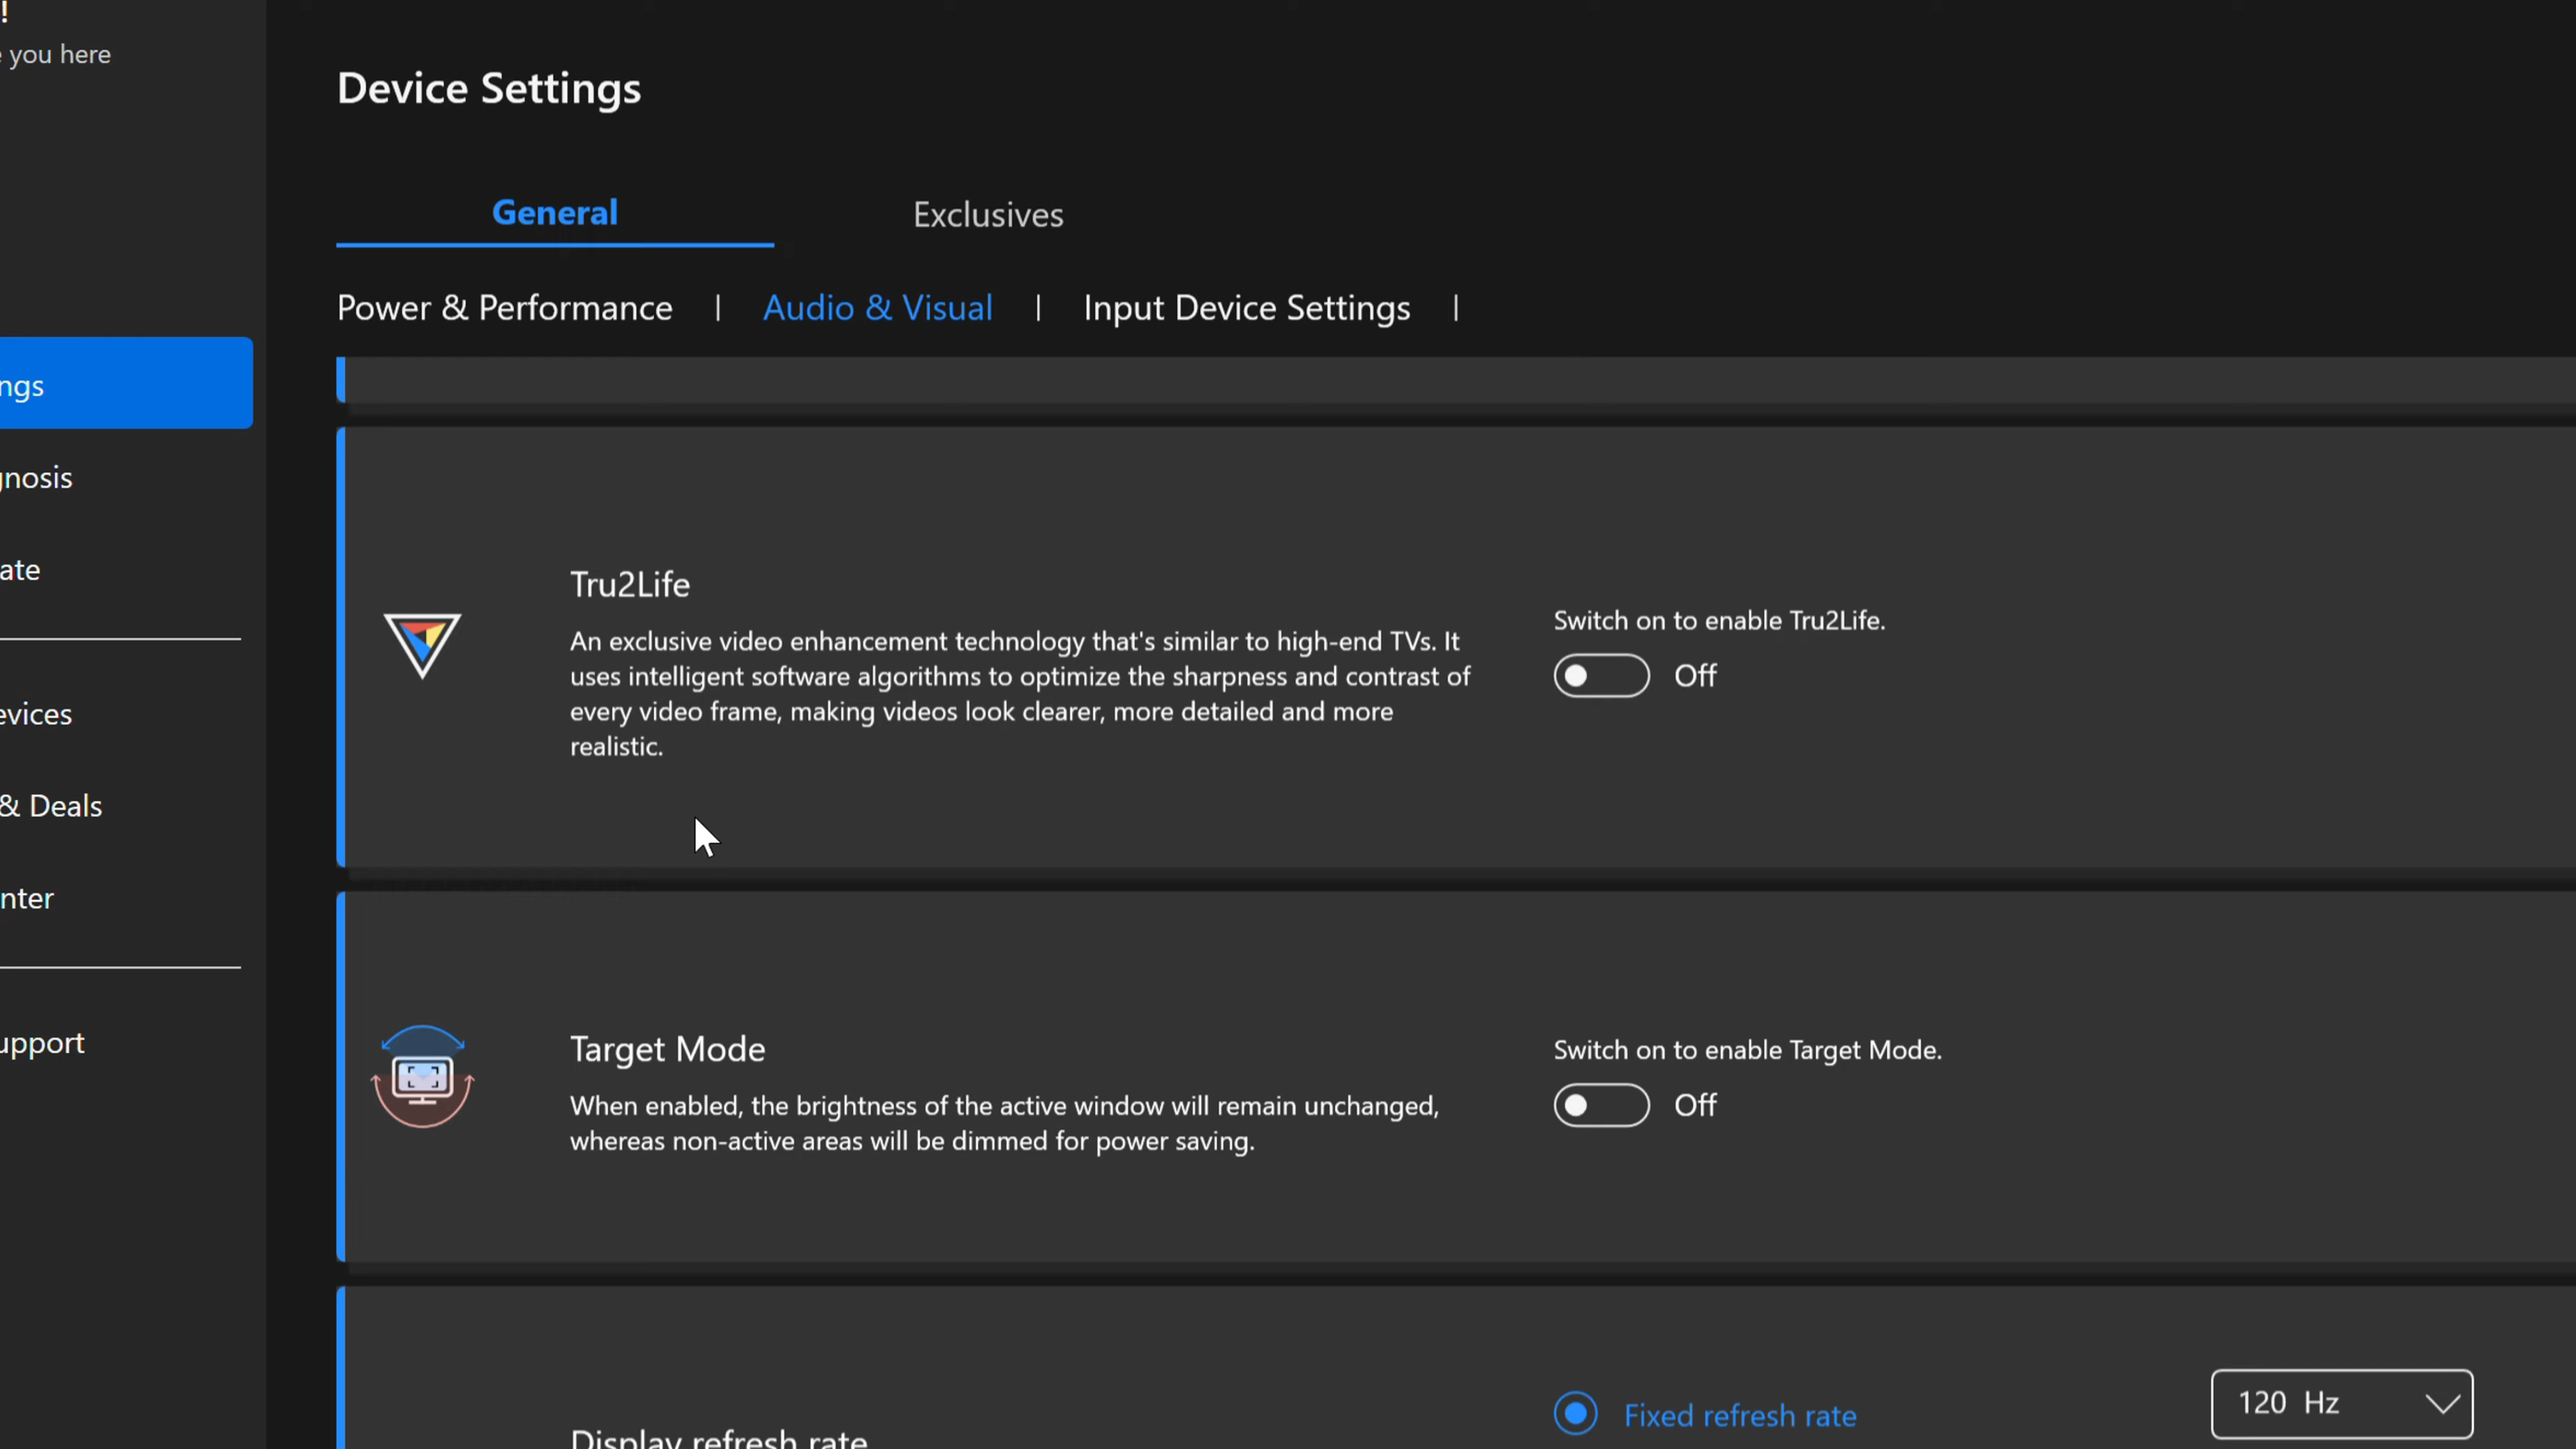 !
you here
Device Settings
General
Exclusives
Power & Performance | Audio & Visual | Input Device Settings |
ngs
gnosis
ate
evices
& Deals
nter
upport
Tru2Life
An exclusive video enhancement technology that's similar to high-end TVs. It
uses intelligent software algorithms to optimize the sharpness and contrast of
every video frame, making videos look clearer, more detailed and more
realistic.
Switch on to enable Tru2Life.
Off
Target Mode
When enabled, the brightness of the active window will remain unchanged,
whereas non-active areas will be dimmed for power saving.
Switch on to enable Target Mode.
Off
Display refresh rate
Fixed refresh rate
120 Hz